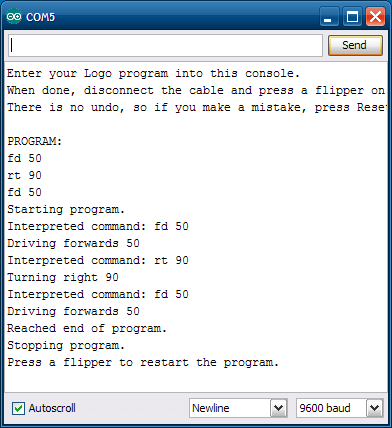 COM5
Send
Enter your Logo program into this console.
When done, disconnect the cable and press a flipper on
There is no undo, so if you make a mistake, press
PROGRAM:
fd 50
rt 90
fd 50
Starting program.
Interpreted command: fd 50
Driving forwards 50
Interpreted command: rt 90
Turning right 90
Interpreted command: fd 50
Driving forwards 50
Reached end of program.
Stopping program.
Press a flipper to restart the program.
Autoscroll
Newline
9600 baud